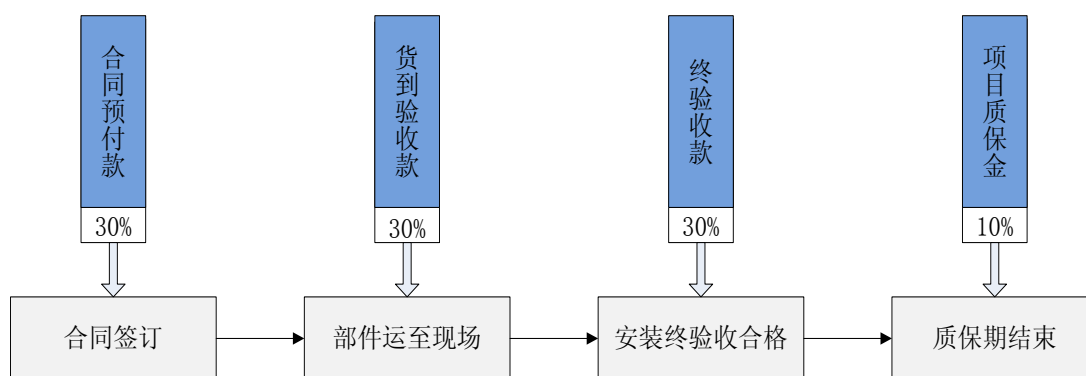 合同预付款
货到验收款
终验收款
项目质保金
30%
30%
30%
10%
合同签订
部件运至现场
安装终验收合格
质保期结束